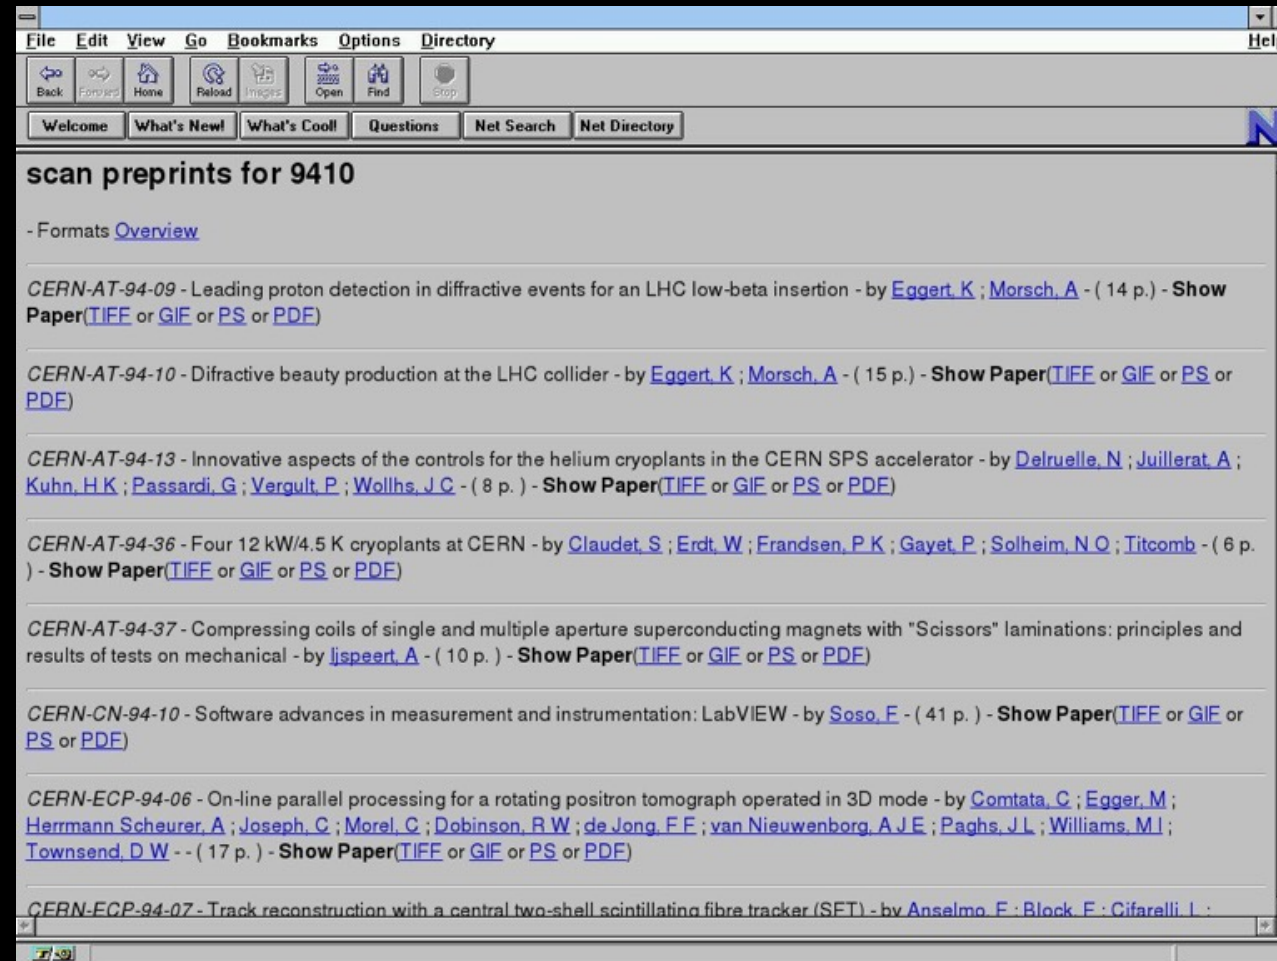 File Edit View Go Bookmarks Options Directory Hel
Back Forward Home Reload Images Open Find Stop
Welcome What's New! What's Cool! Questions Net Search Net Directory
N
scan preprints for 9410
- Formats Overview
CERN-AT-94-09 - Leading proton detection in diffractive events for an LHC low-beta insertion - by Eggert, K ; Morsch, A - ( 14 p.) - Show
Paper(TIFF or GIF or PS or PDF)
CERN-AT-94-10 - Difractive beauty production at the LHC collider - by Eggert, K ; Morsch, A - ( 15 p.) - Show Paper(TIFF or GIF or PS or
PDF)
CERN-AT-94-13 - Innovative aspects of the controls for the helium cryoplants in the CERN SPS accelerator - by Delruelle, N ; Juillerat, A ;
Kuhn, H K ; Passardi, G ; Vergult, P ; Wollhs, J C - ( 8 p. ) - Show Paper(TIFF or GIF or PS or PDF)
CERN-AT-94-36 - Four 12 kW/4.5 K cryoplants at CERN - by Claudet, S ; Erdt, W ; Frandsen, P K ; Gayet, P ; Solheim, N O ; Titcomb - ( 6 p.
) - Show Paper(TIFF or GIF or PS or PDF)
CERN-AT-94-37 - Compressing coils of single and multiple aperture superconducting magnets with "Scissors" laminations: principles and
results of tests on mechanical - by Ijspeert, A - ( 10 p. ) - Show Paper(TIFF or GIF or PS or PDF)
CERN-CN-94-10 - Software advances in measurement and instrumentation: LabVIEW - by Soso, F - ( 41 p. ) - Show Paper(TIFF or GIF or
PS or PDF)
CERN-ECP-94-06 - On-line parallel processing for a rotating positron tomograph operated in 3D mode - by Comtata, C ; Egger, M ;
Herrmann Scheurer, A ; Joseph, C ; Morel, C ; Dobinson, R W ; de Jong, F F ; van Nieuwenborg, A J E ; Paghs, J L ; Williams, M I ;
Townsend, D W - - ( 17 p. ) - Show Paper(TIFF or GIF or PS or PDF)
CERN-ECP-94-07 - Track reconstruction with a central two-shell scintillating fibre tracker (SFT) - by Anselmo, F ; Block, F ; Cifarelli, L ;